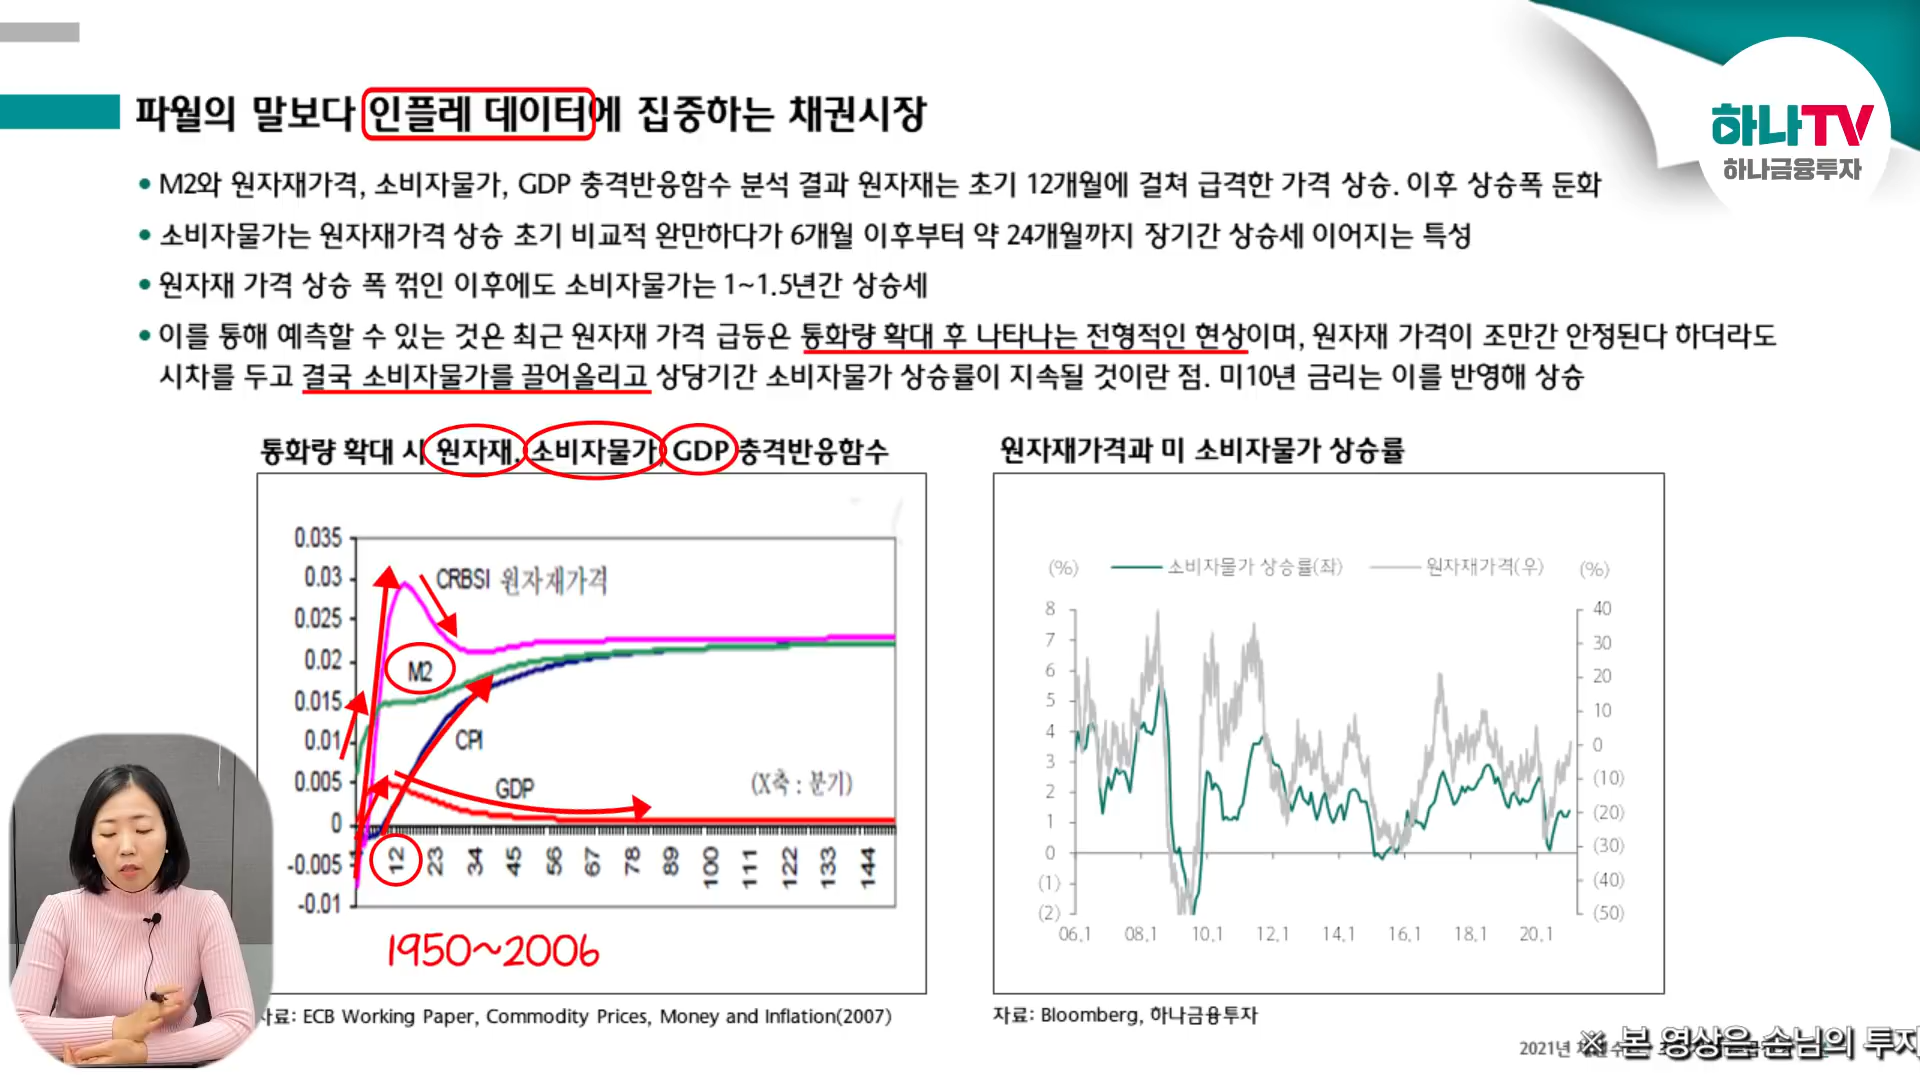 파월의 말보다 인플레 데이터에 집중하는 채권시장
하나TV
하나금융투자
• M2와 원자재가격, 소비자물가, GDP 충격반응함수 분석 결과 원자재는 초기 12개월에 걸쳐 급격한 가격 상승. 이후 상승폭 둔화
• 소비자물가는 원자재가격 상승 초기 비교적 완만하다가 6개월 이후부터 약 24개월까지 장기간 상승세 이어지는 특성
• 원자재 가격 상승 폭 꺾인 이후에도 소비자물가는 1~1.5년간 상승세
• 이를 통해 예측할 수 있는 것은 최근 원자재 가격 급등은 통화량 확대 후 나타나는 전형적인 현상이며, 원자재 가격이 조만간 안정된다 하더라도
시차를 두고 결국 소비자물가를 끌어올리고 상당기간 소비자물가 상승률이 지속될 것이란 점. 미10년 금리는 이를 반영해 상승
통화량 확대 시 원자재, 소비자물가, GDP 충격반응함수
0.035
0.03
0.025
0.02
0.015
0.01
0.005
0
-0.005
-0.01
CRBSI 원자재가격
M2
CPI
GDP
(X축 : 분기)
12 23 34 45 56 67 78 89 100 111 122 133 144
1950~2006
자료: ECB Working Paper, Commodity Prices, Money and Inflation(2007)
원자재가격과 미 소비자물가 상승률
(%) 소비자물가 상승률(좌) 원자재가격(우) (%)
8 40
7 30
6 20
5 10
4 0
3 (10)
2 (20)
1 (30)
0 (40)
(1) (50)
(2)
06.1 08.1 10.1 12.1 14.1 16.1 18.1 20.1
자료: Bloomberg, 하나금융투자
2021년
※ 본 영상은 손님의 투자